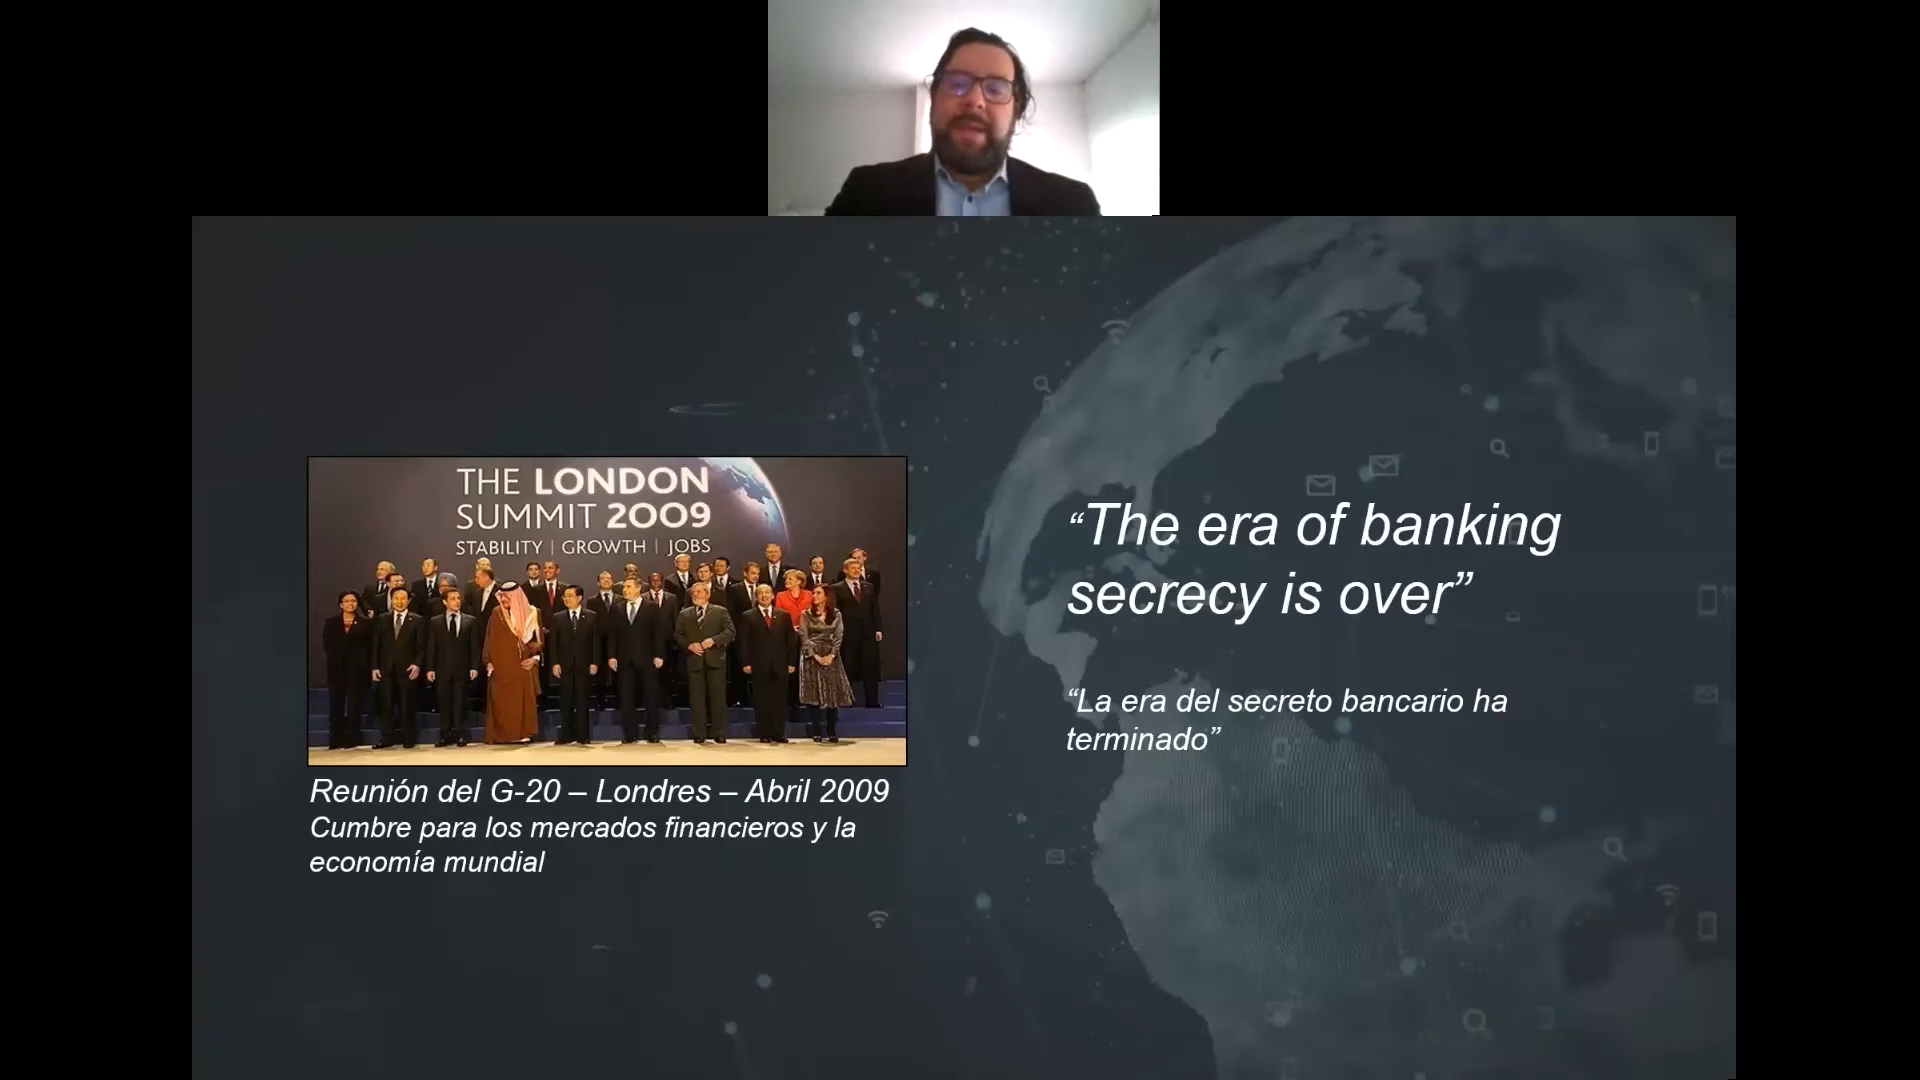 THE LONDON
SUMMIT 2009
STABILITY | GROWTH | JOBS
Reunión del G-20 – Londres – Abril 2009
Cumbre para los mercados financieros y la
economía mundial
“The era of banking
secrecy is over”
“La era del secreto bancario ha
terminado”